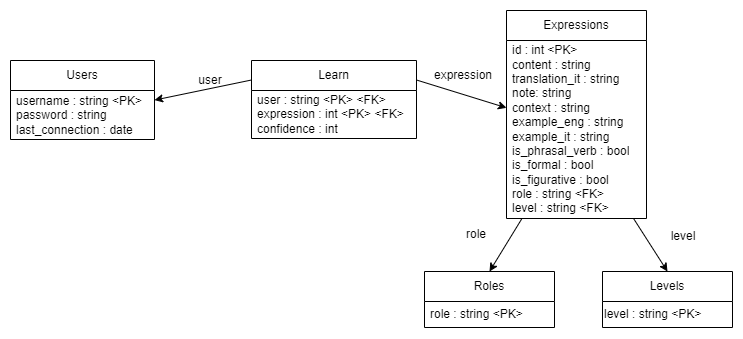 Users
username : string <PK>
password : string
last_connection : date
user
Learn
user : string <PK> <FK>
expression : int <PK> <FK>
confidence : int
expression
Expressions
id : int <PK>
content : string
translation_it : string
note: string
context : string
example_eng : string
example_it : string
is_phrasal_verb : bool
is_formal : bool
is_figurative : bool
role : string <FK>
level : string <FK>
role
level
Roles
role : string <PK>
Levels
level : string <PK>